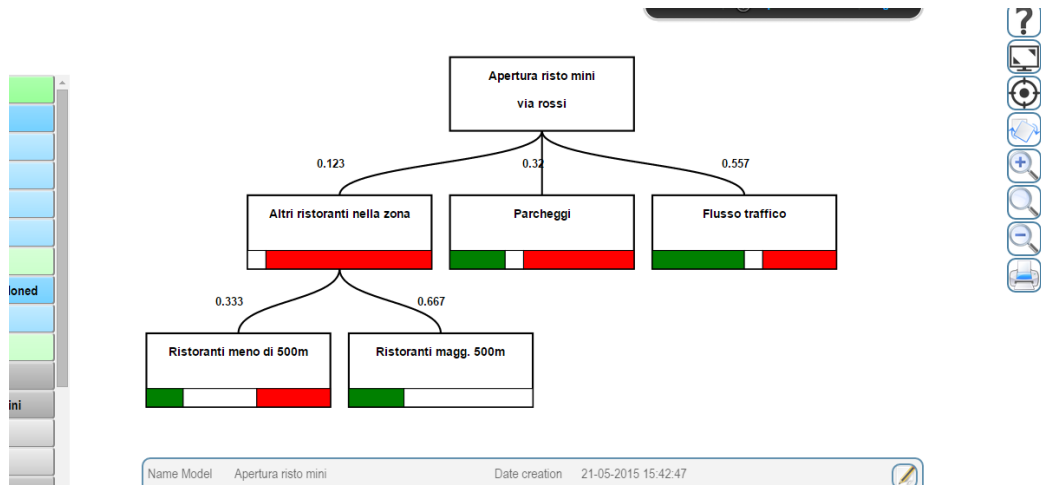 Apertura risto mini
via rossi
0.123
0.32
0.557
Altri ristoranti nella zona
Parcheggi
Flusso traffico
0.333
0.667
Ristoranti meno di 500m
Ristoranti magg. 500m
Name Model Apertura risto mini Date creation 21-05-2015 15:42:47